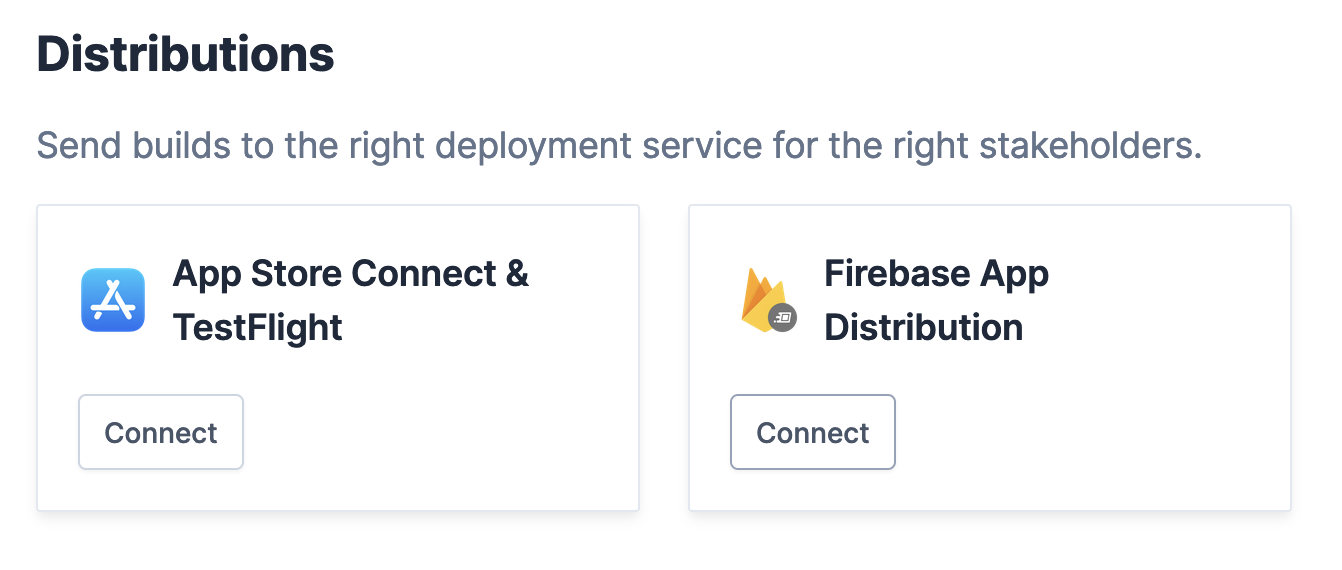 Distributions
Send builds to the right deployment service for the right stakeholders.
App Store Connect &
TestFlight
Connect
Firebase App
Distribution
Connect